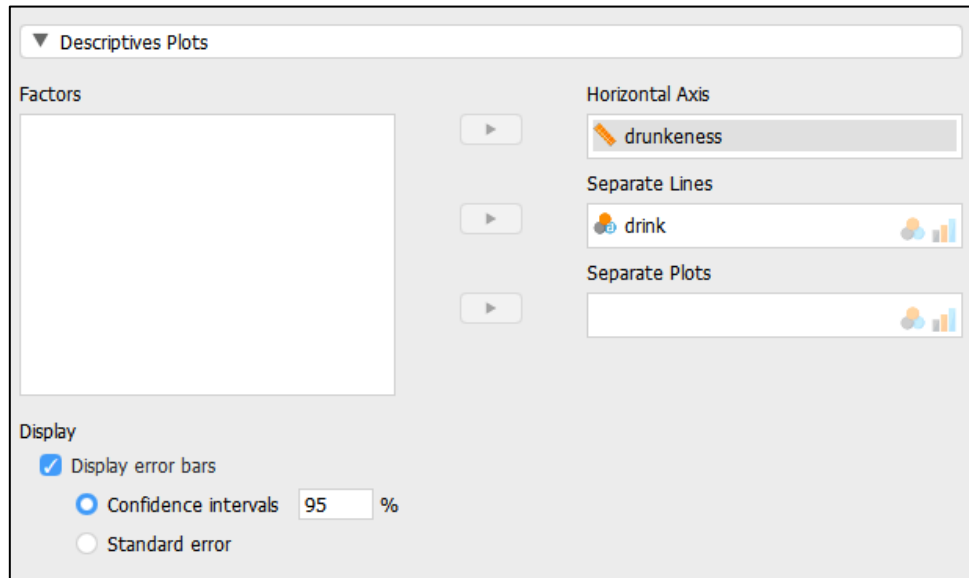 Descriptives Plots
Factors
Horizontal Axis
drunkeness
Separate Lines
a drink
Separate Plots
Display
Display error bars
Confidence intervals 95 %
Standard error